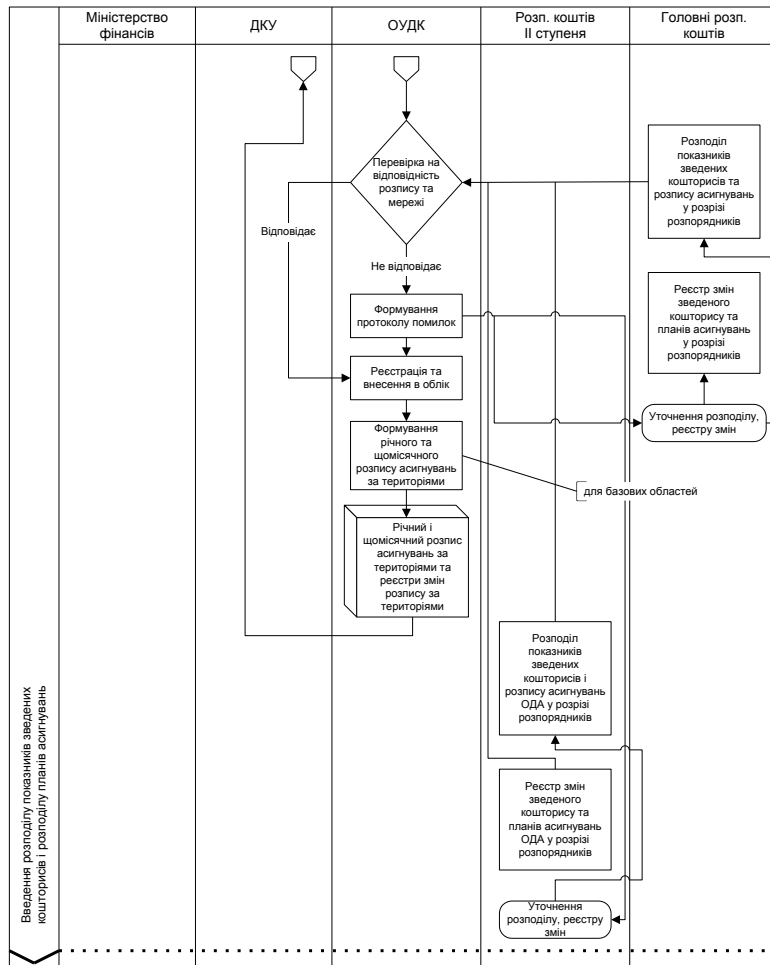 Міністерство
фінансів
ДКУ
ОУДК
Розп. коштів
ІІ ступеня
Головні розп.
коштів
Перевірка на
відповідність
розпису та
мережі
Розподіл
показників
зведених
кошторисів та
розпису асигнувань
у розрізі
розпорядників
Відповідає
Не відповідає
Формування
протоколу помилок
Реєстр змін
зведеного
кошторису та
планів асигнувань
у розрізі
розпорядників
Реєстрація та
внесення в облік
Уточнення розподілу,
реєстру змін
Формування
річного та
щомісячного
розпису асигнувань
за територіями
для базових областей
Річний і
щомісячний розпис
асигнувань за
територіями та
реєстри змін
розпису за
територіями
Розподіл
показників
зведених
кошторисів і
розпису асигнувань
ОДА у розрізі
розпорядників
Реєстр змін
зведеного
кошторису та
планів асигнувань
ОДА у розрізі
розпорядників
Уточнення
розподілу, реєстру
змін
Введення розподілу показників зведених
кошторисів і розподілу планів асигнувань